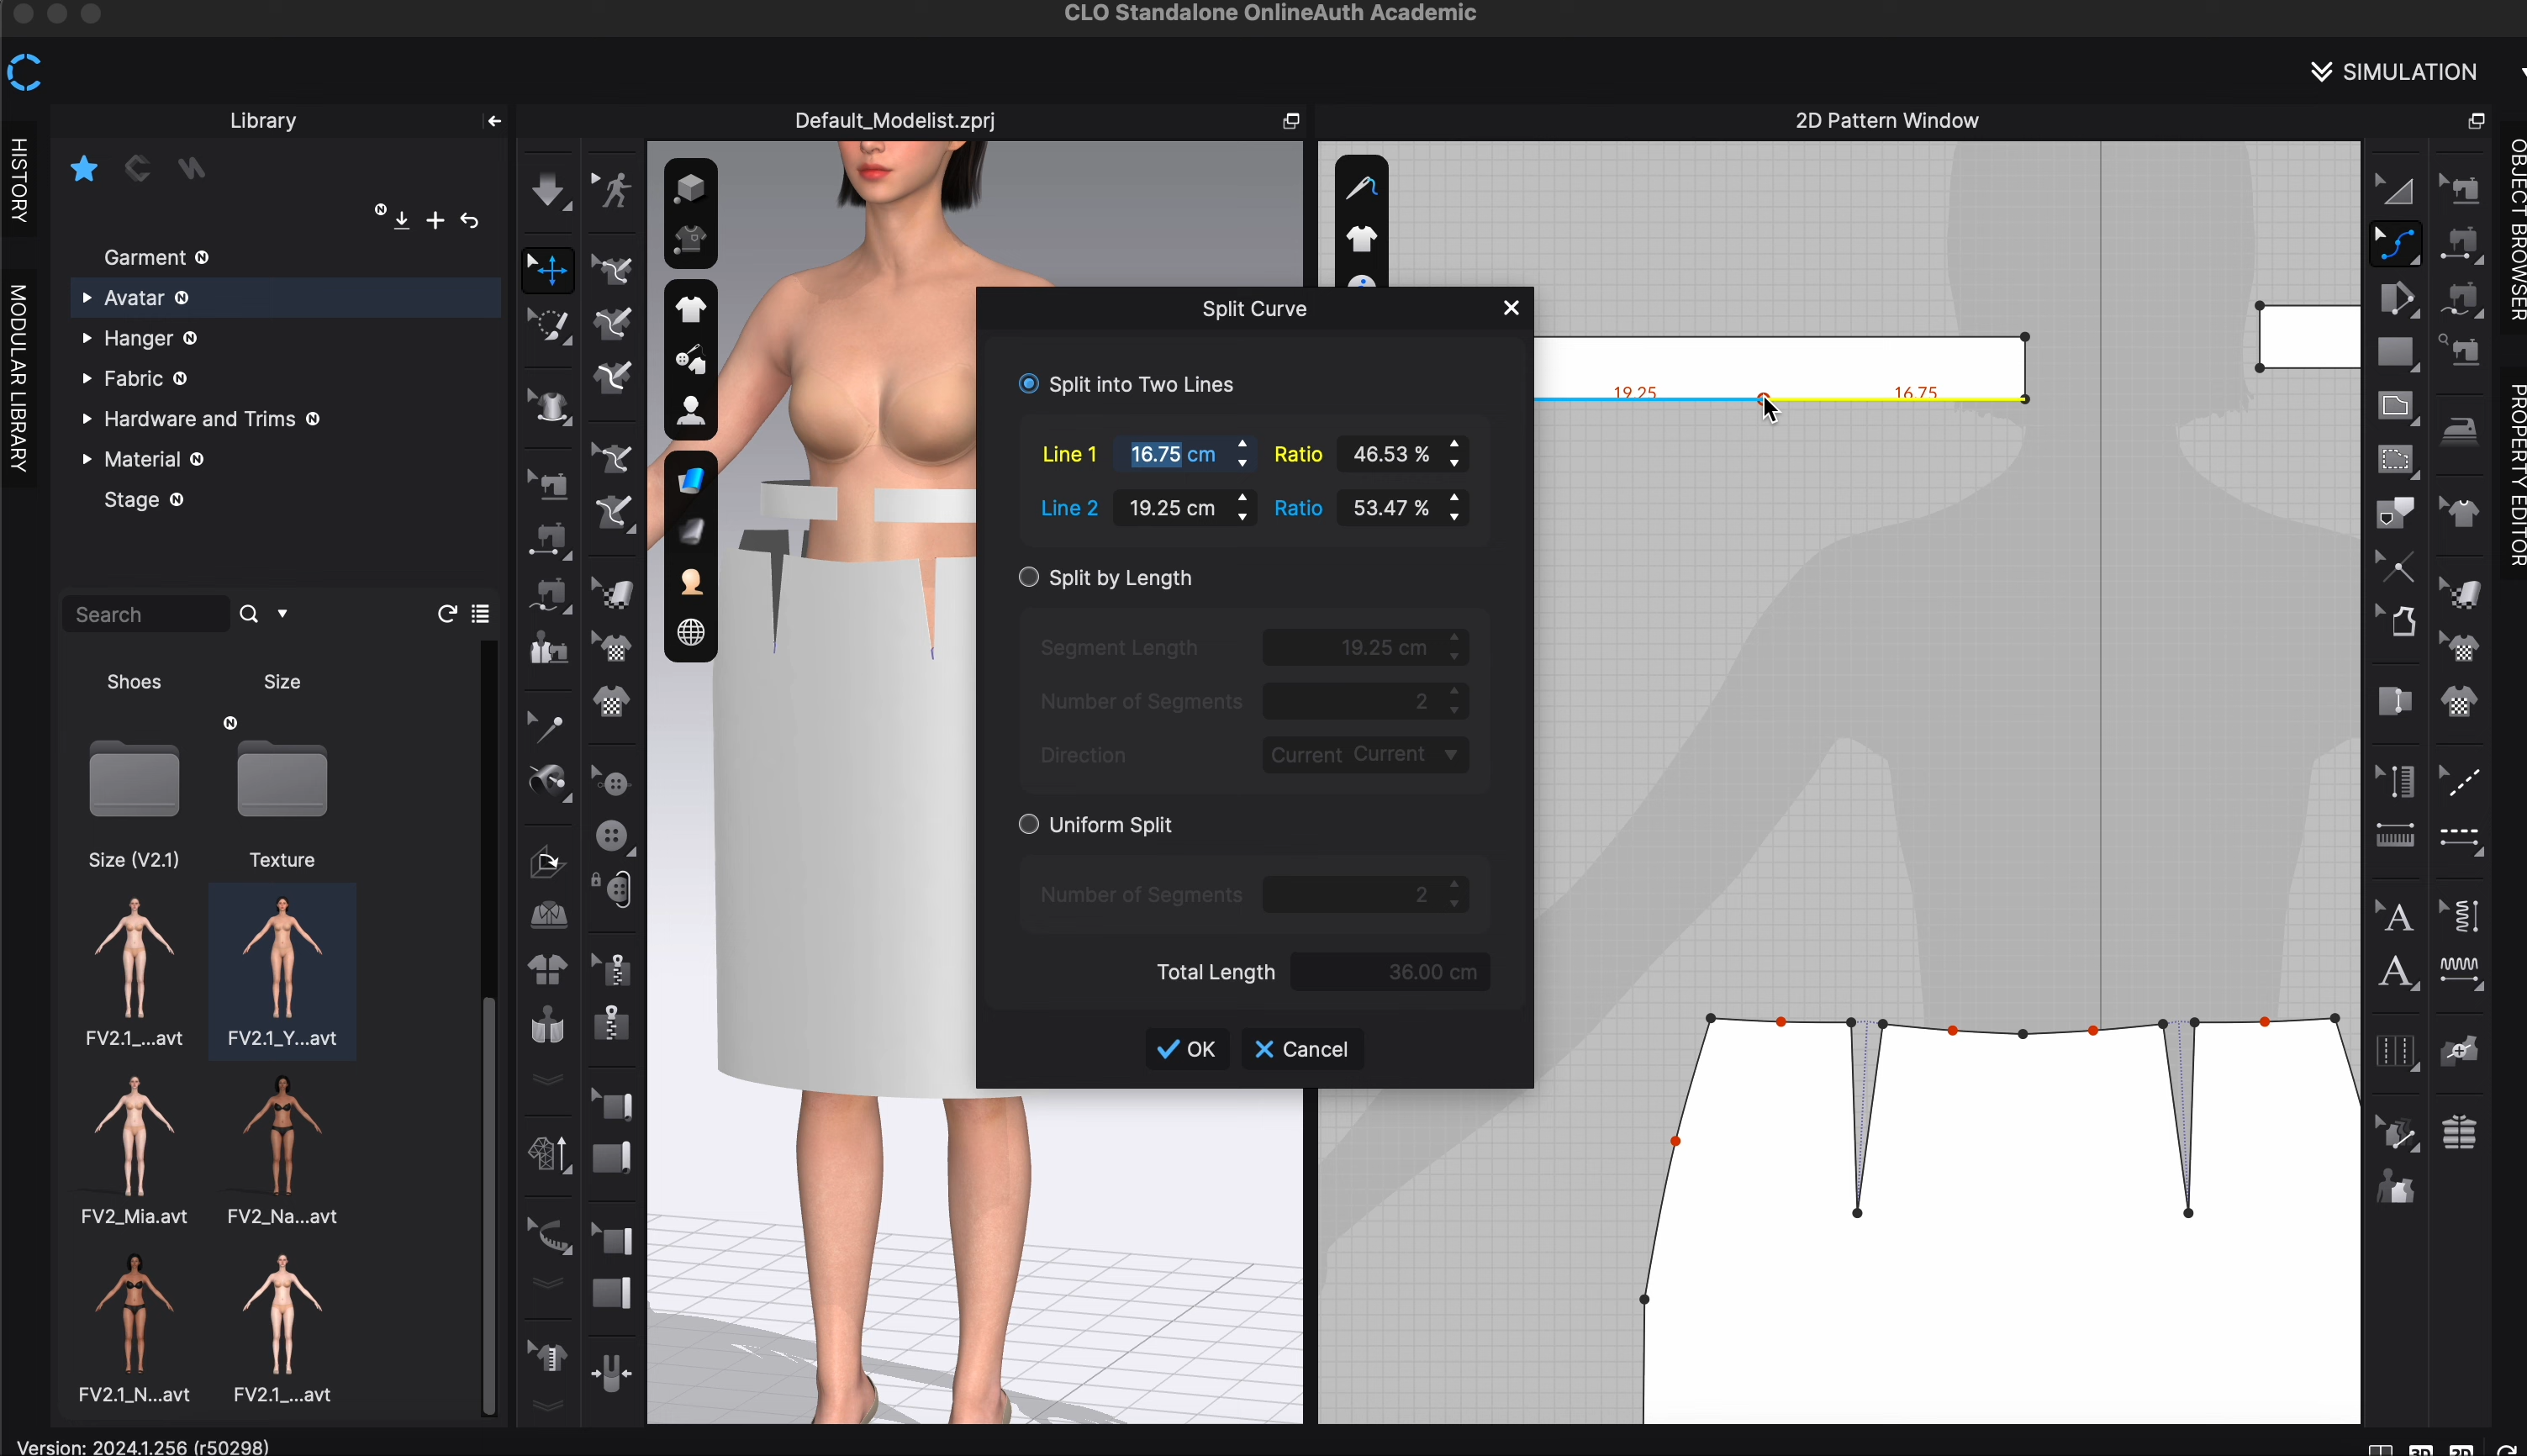 CLO Standalone OnlineAuth Academic
SIMULATION
Library
Default_Modelist.zprj
2D Pattern Window
HISTORY
MODULAR LIBRARY
OBJECT BROWSER
PROPERTY EDITOR
Garment N
Avatar N
Hanger N
Fabric N
Hardware and Trims N
Material N
Stage N
Search
Shoes
Size
N
Size (V2.1)
Texture
FV2.1_...avt
FV2.1_Y...avt
FV2_Mia.avt
FV2_Na...avt
FV2.1_N...avt
FV2.1_...avt
Split Curve
Split into Two Lines
Line 1 16.75 cm Ratio 46.53 %
Line 2 19.25 cm Ratio 53.47 %
Split by Length
Segment Length 19.25 cm
Number of Segments 2
Direction Current Current
Uniform Split
Number of Segments 2
Total Length 36.00 cm
OK Cancel
19.25
16.75
A
A
Version: 2024.1.256 (r50298)
3D 2D